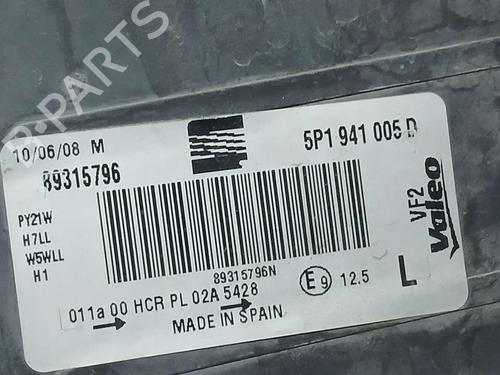 B-PARTS
10/06/08 M
89315796
5P1 941 005 D
PY21W
H7LL
W5WLL
H1
VF2
Valeo
89315796N
L
E9 12.5
011a 00 HCR PL 02A 5428
MADE IN SPAIN